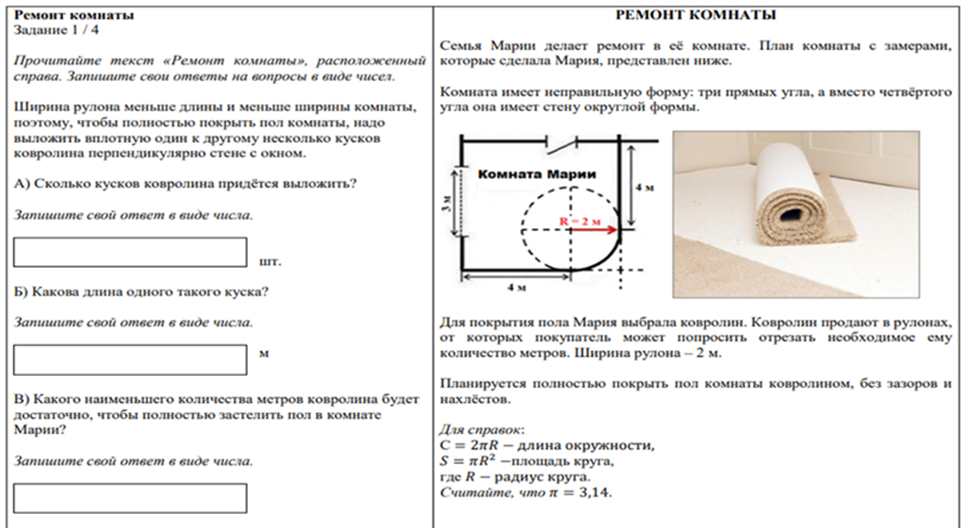 Ремонт комнаты
Задание 1 / 4
Прочитайте текст «Ремонт комнаты», расположенный
справа. Запишите свои ответы на вопросы в виде чисел.
Ширина рулона меньше длины и меньше ширины комнаты,
поэтому, чтобы полностью покрыть пол комнаты, надо
выложить вплотную один к другому несколько кусков
ковролина перпендикулярно стене с окном.
А) Сколько кусков ковролина придётся выложить?
Запишите свой ответ в виде числа.
шт.
Б) Какова длина одного такого куска?
Запишите свой ответ в виде числа.
м
В) Какого наименьшего количества метров ковролина будет
достаточно, чтобы полностью застелить пол в комнате
Марии?
Запишите свой ответ в виде числа.
РЕМОНТ КОМНАТЫ
Семья Марии делает ремонт в её комнате. План комнаты с замерами,
которые сделала Мария, представлен ниже.
Комната имеет неправильную форму: три прямых угла, а вместо четвёртого
угла она имеет стену округлой формы.
Комната Марии
3 м
4 м
R = 2 м
4 м
Для покрытия пола Мария выбрала ковролин. Ковролин продают в рулонах,
от которых покупатель может попросить отрезать необходимое ему
количество метров. Ширина рулона – 2 м.
Планируется полностью покрыть пол комнаты ковролином, без зазоров и
нахлёстов.
Для справок:
C = 2πR − длина окружности,
S = πR² −площадь круга,
где R − радиус круга.
Считайте, что π = 3,14.